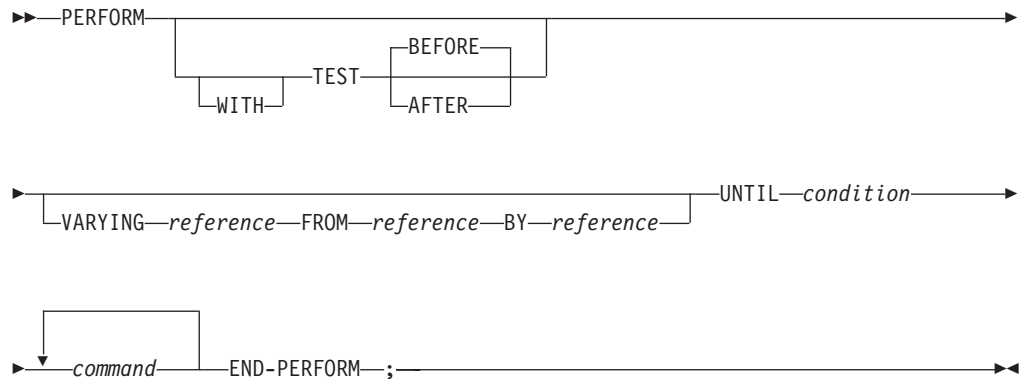 PERFORM
BEFORE
TEST
WITH
AFTER
UNTIL condition
VARYING reference FROM reference BY reference
command END-PERFORM ;